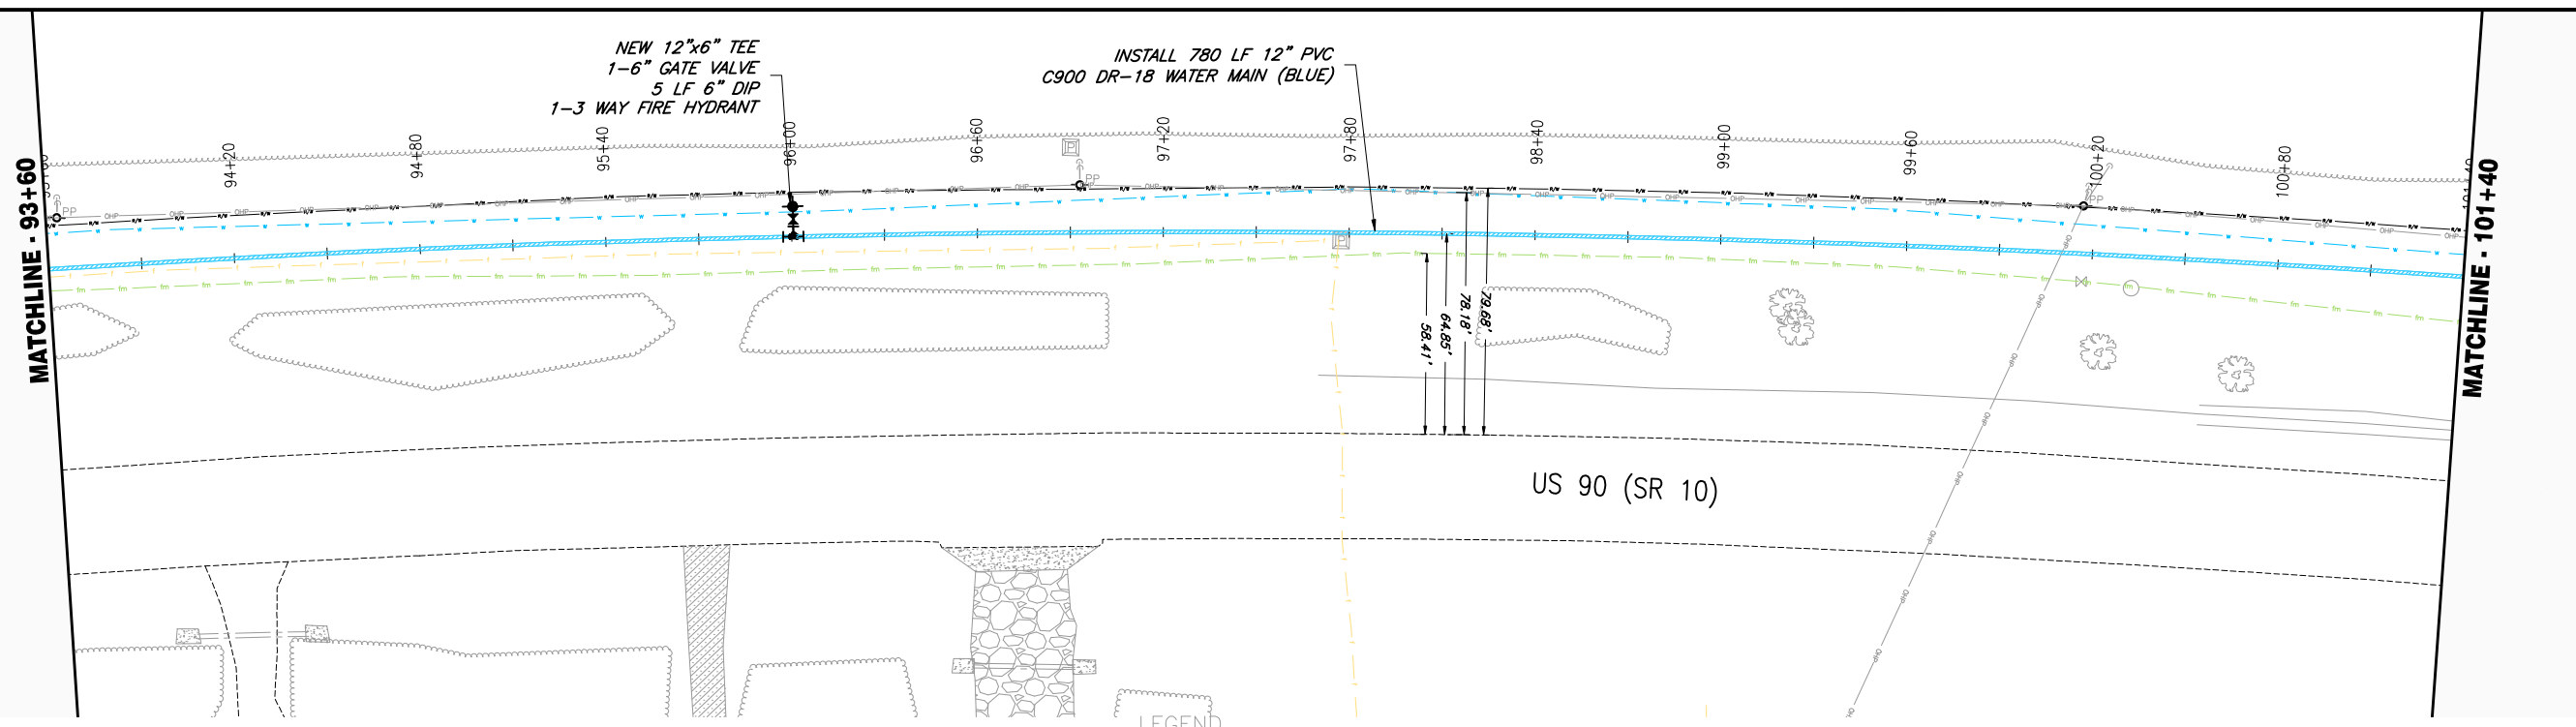 NEW 12"x6" TEE
1-6" GATE VALVE
5 LF 6" DIP
1-3 WAY FIRE HYDRANT
INSTALL 780 LF 12" PVC
C900 DR-18 WATER MAIN (BLUE)
MATCHLINE - 93+60
94+20
94+80
95+40
96+00
96+60
97+20
97+80
98+40
99+00
99+60
100+20
100+80
MATCHLINE - 101+40
PP
PP
PP
P
P
58.41'
64.85'
78.18'
79.68'
US 90 (SR 10)
LEGEND